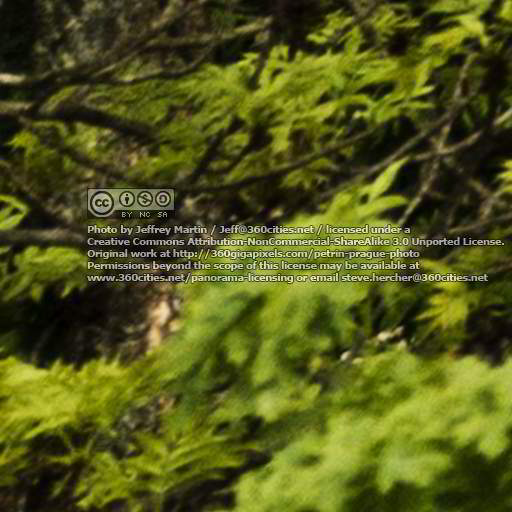 cc
BY NC SA
Photo by Jeffrey Martin / Jeff@360cities.net / licensed under a
Creative Commons Attribution-NonCommercial-ShareAlike 3.0 Unported License.
Original work at http://360gigapixels.com/petrin-prague-photo
Permissions beyond the scope of this license may be available at
www.360cities.net/panorama-licensing or email steve.hercher@360cities.net